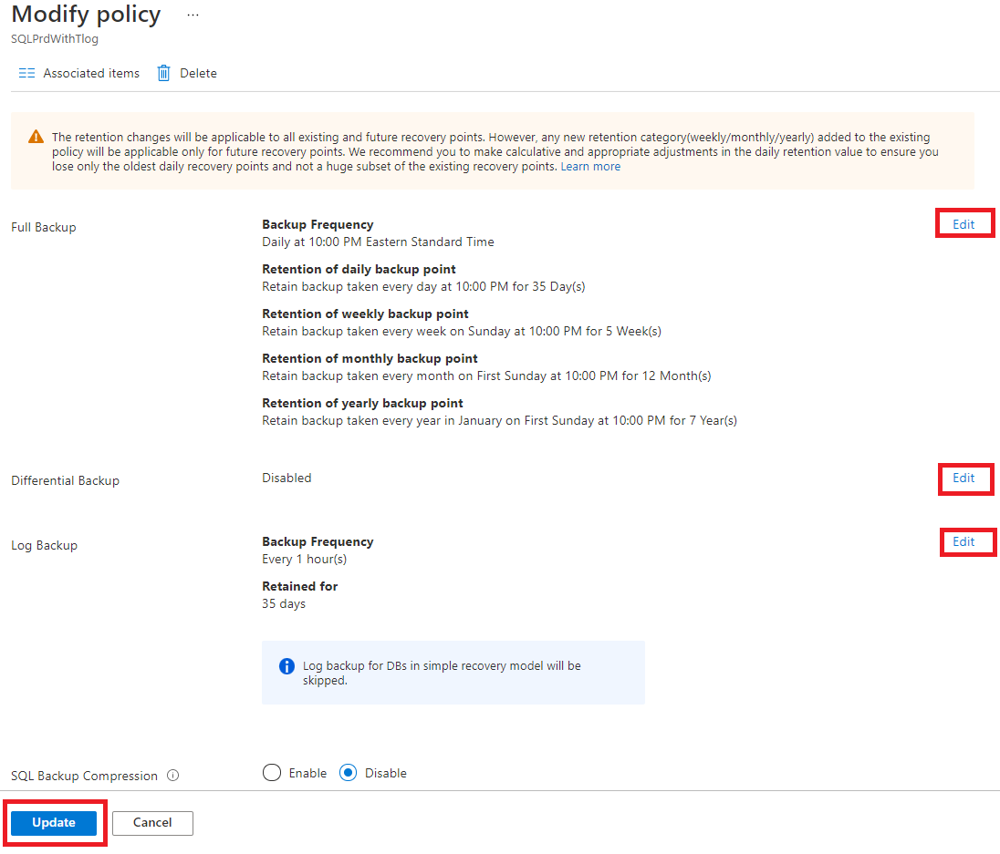 Modify policy ...
SQLPrdWithTlog
Associated items Delete
The retention changes will be applicable to all existing and future recovery points. However, any new retention category(weekly/monthly/yearly) added to the existing
policy will be applicable only for future recovery points. We recommend you to make calculative and appropriate adjustments in the daily retention value to ensure you
lose only the oldest daily recovery points and not a huge subset of the existing recovery points. Learn more
Full Backup
Backup Frequency
Edit
Daily at 10:00 PM Eastern Standard Time
Retention of daily backup point
Retain backup taken every day at 10:00 PM for 35 Day(s)
Retention of weekly backup point
Retain backup taken every week on Sunday at 10:00 PM for 5 Week(s)
Retention of monthly backup point
Retain backup taken every month on First Sunday at 10:00 PM for 12 Month(s)
Retention of yearly backup point
Retain backup taken every year in January on First Sunday at 10:00 PM for 7 Year(s)
Differential Backup
Disabled
Edit
Log Backup
Backup Frequency
Edit
Every 1 hour(s)
Retained for
35 days
Log backup for DBs in simple recovery model will be
skipped.
SQL Backup Compression
Enable Disable
Update Cancel